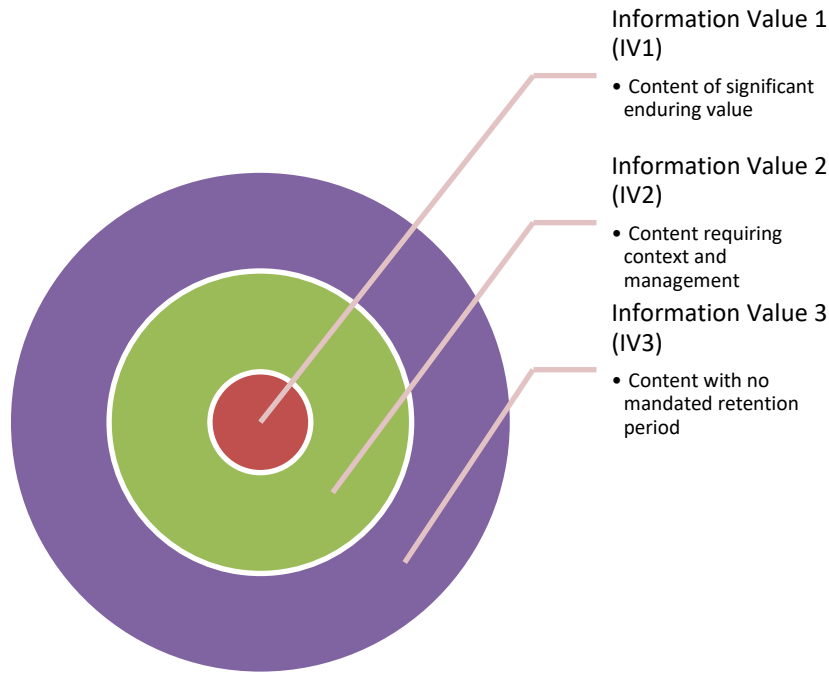 Information Value 1
(IV1)
• Content of significant
enduring value
Information Value 2
(IV2)
• Content requiring
context and
management
Information Value 3
(IV3)
• Content with no
mandated retention
period